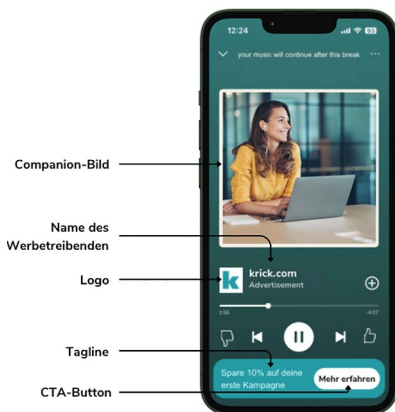 12:24
your music will continue after this break
Companion-Bild
Name des
Werbetreibenden
krick.com
Advertisement
Logo
k
1:56
-4:07
Tagline
Spare 10% auf deine
erste Kampagne
Mehr erfahren
CTA-Button